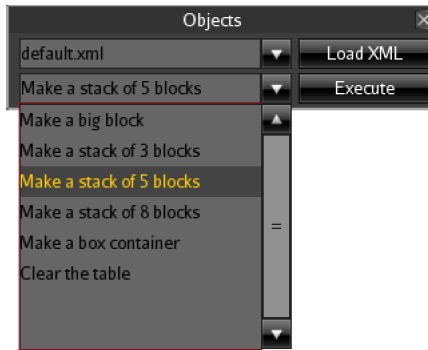 Objects
default.xml
Load XML
Make a stack of 5 blocks
Execute
Make a big block
Make a stack of 3 blocks
Make a stack of 5 blocks
Make a stack of 8 blocks
Make a box container
Clear the table